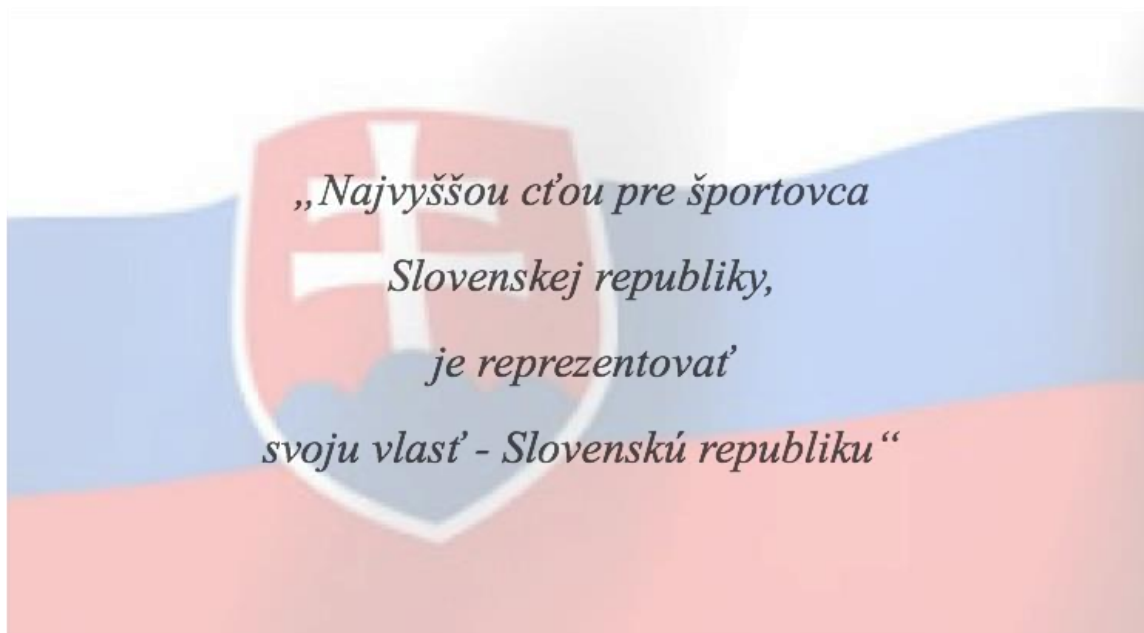 „Najvyššou cťou pre športovca
Slovenskej republiky,
je reprezentovať
svoju vlasť - Slovenskú republiku“